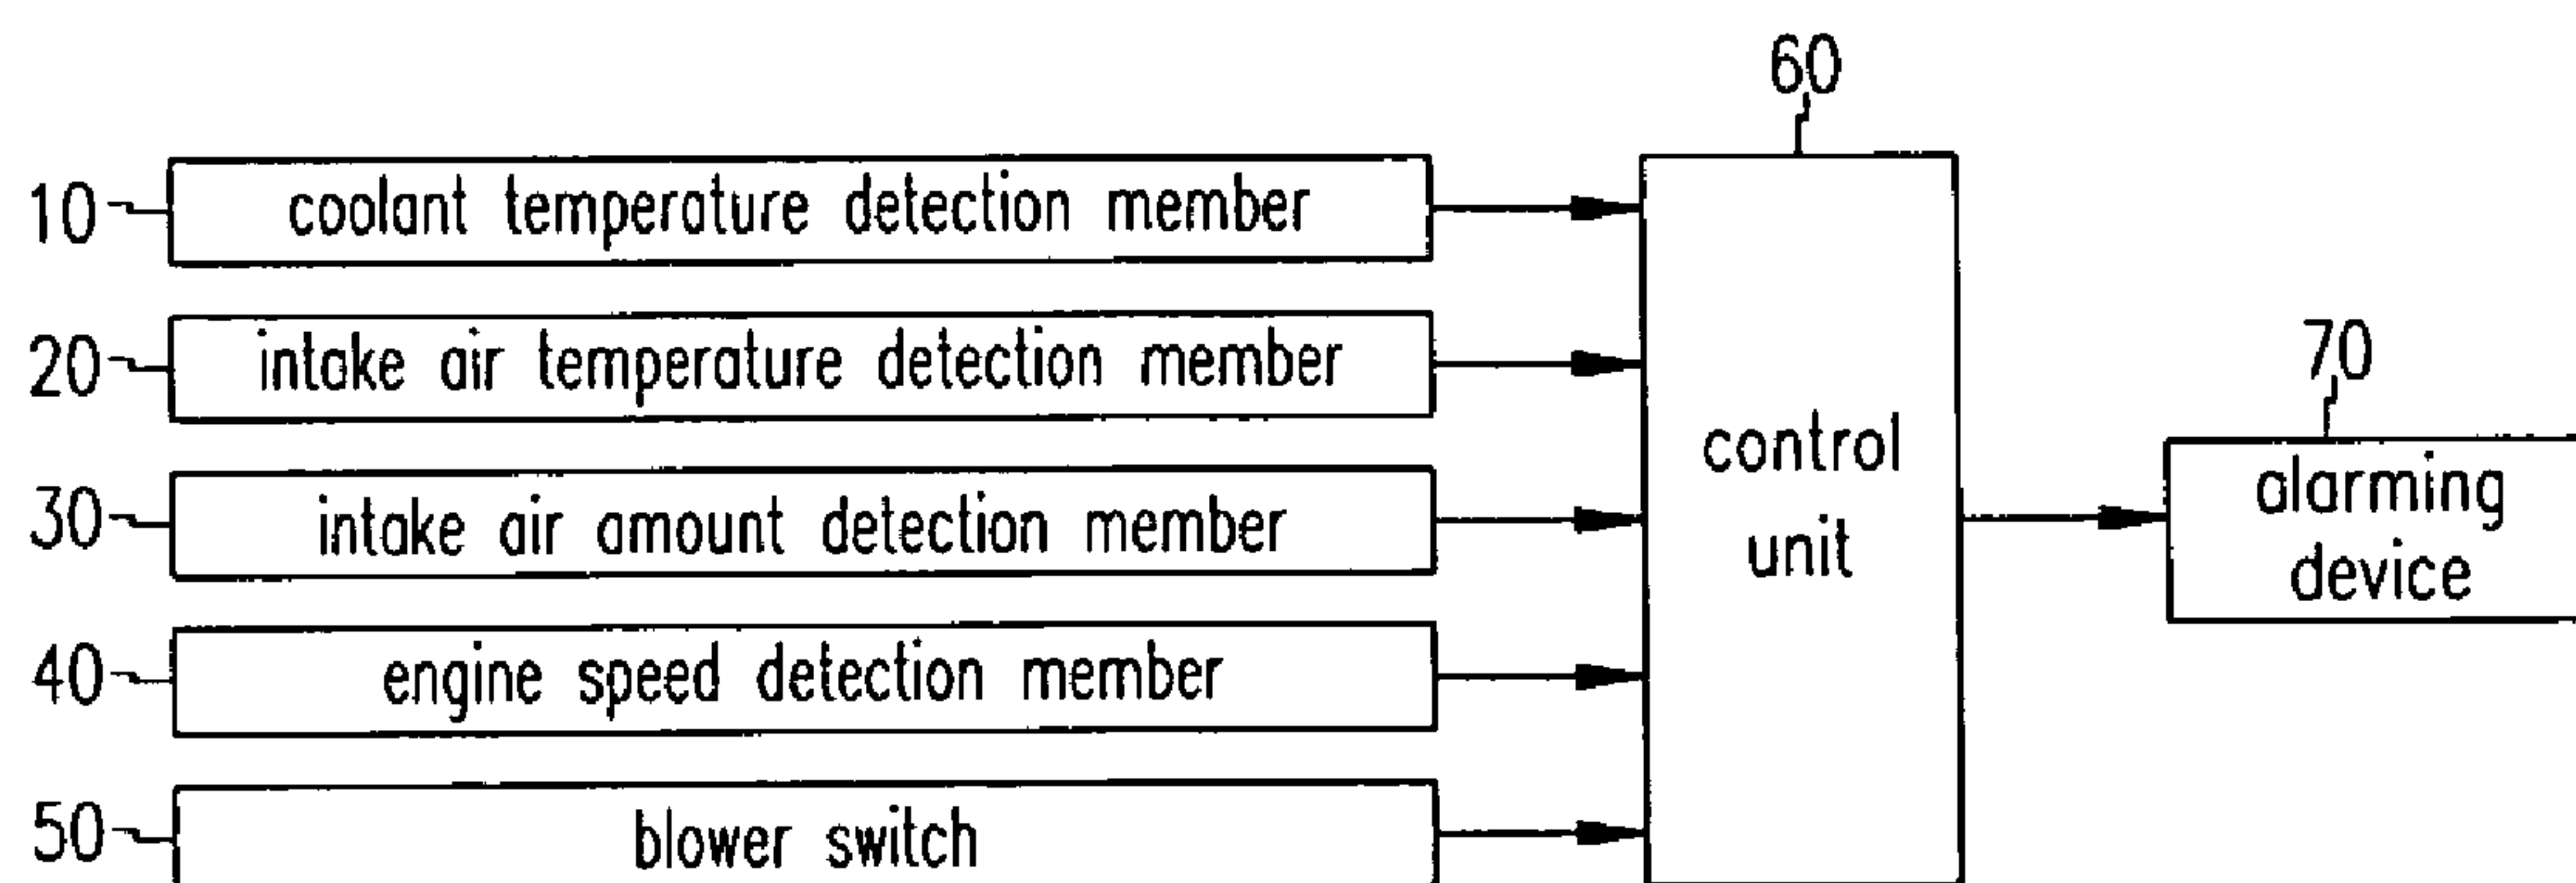 60
10 coolant temperature detection member
20 intake air temperature detection member
70
control
alarming
30 intake air amount detection member
unit
device
40 engine speed detection member
50 blower switch